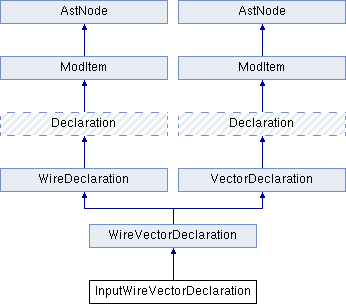 AstNode AstNode
ModItem ModItem
Declaration Declaration
WireDeclaration VectorDeclaration
WireVectorDeclaration
InputWireVectorDeclaration